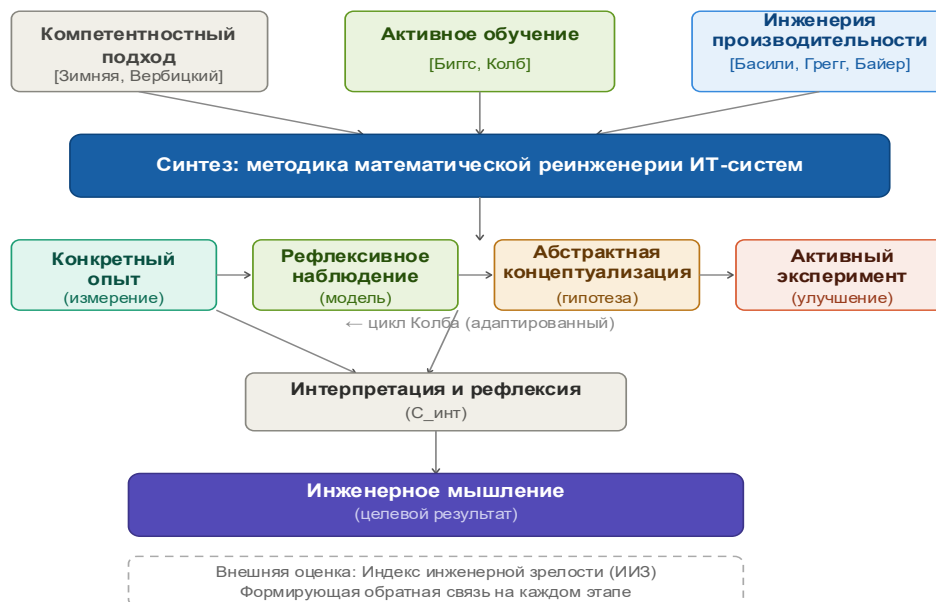 Компетентностный
подход
[Зимняя, Вербицкий]
Активное обучение
[Биггс, Колб]
Инженерия
производительности
[Басили, Грегг, Байер]
Синтез: методика математической реинженерии ИТ-систем
Конкретный
опыт
(измерение)
Рефлексивное
наблюдение
(модель)
Абстрактная
концептуализация
(гипотеза)
Активный
эксперимент
(улучшение)
← цикл Колба (адаптированный)
Интерпретация и рефлексия
(С_инт)
Инженерное мышление
(целевой результат)
Внешняя оценка: Индекс инженерной зрелости (ИИЗ)
Формирующая обратная связь на каждом этапе